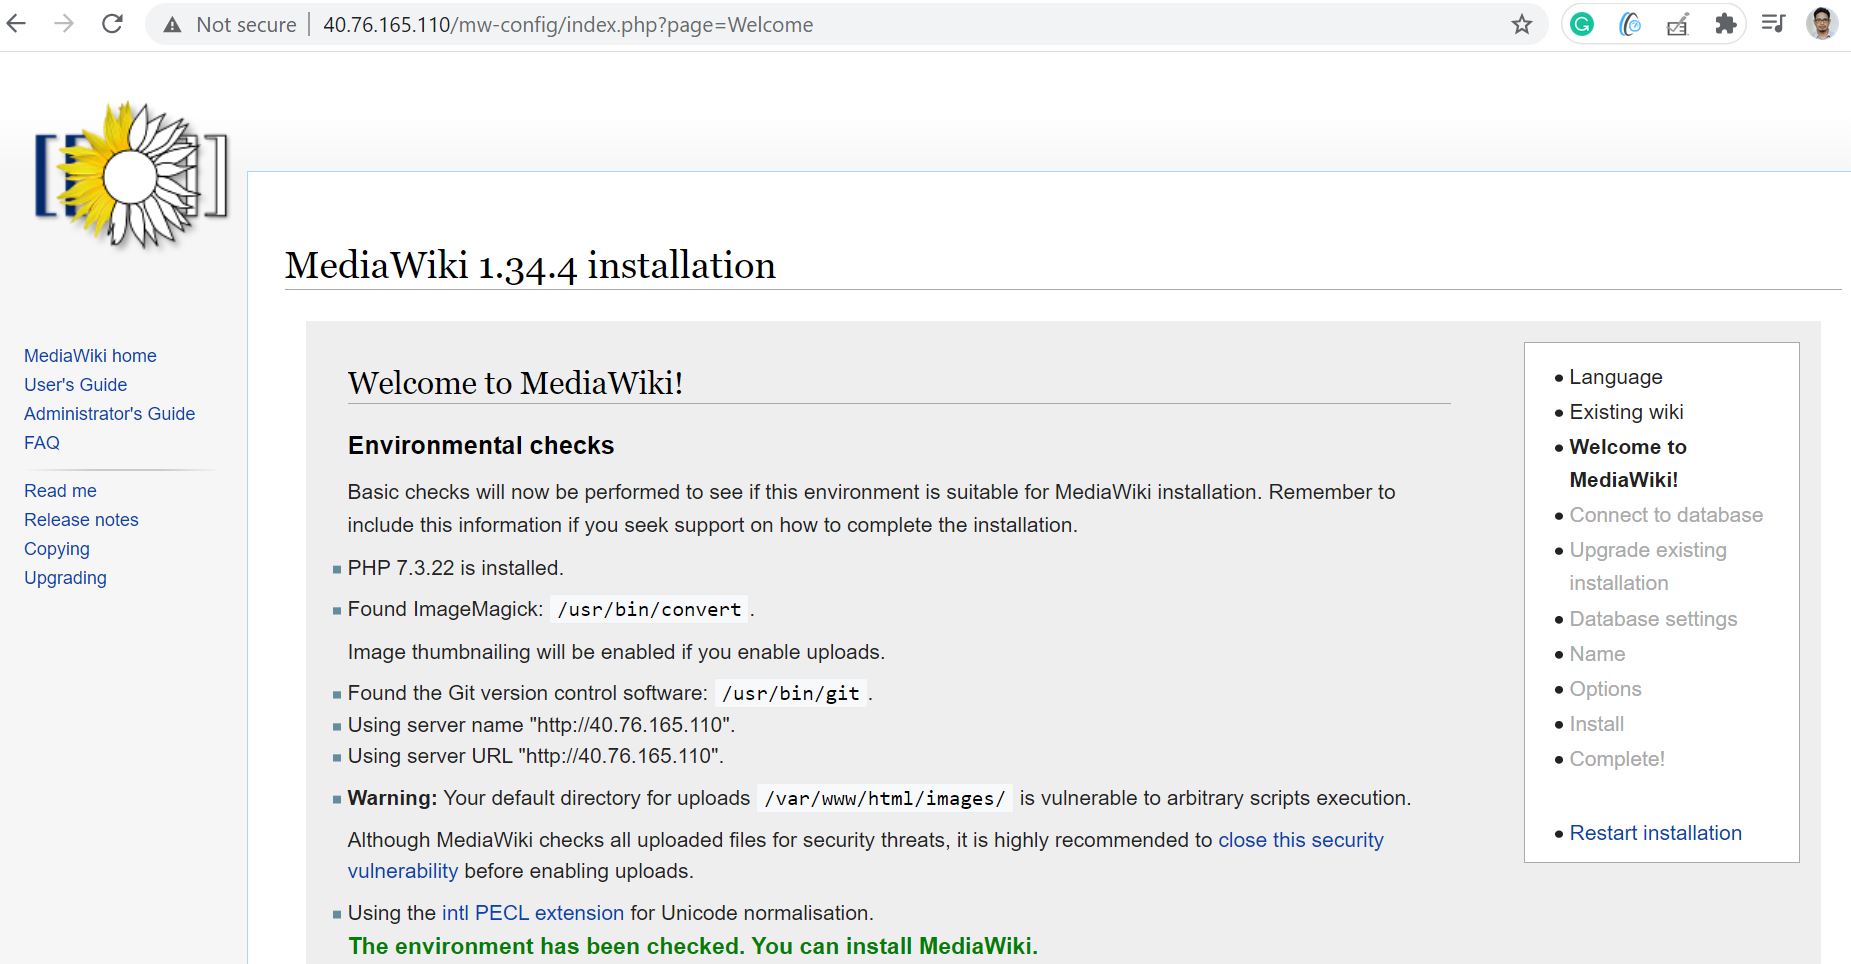 Not secure | 40.76.165.110/mw-config/index.php?page=Welcome
MediaWiki home
User's Guide
Administrator's Guide
FAQ
Read me
Release notes
Copying
Upgrading
MediaWiki 1.34.4 installation
Welcome to MediaWiki!
Environmental checks
Basic checks will now be performed to see if this environment is suitable for MediaWiki installation. Remember to
include this information if you seek support on how to complete the installation.
PHP 7.3.22 is installed.
Found ImageMagick: /usr/bin/convert .
Image thumbnailing will be enabled if you enable uploads.
Found the Git version control software: /usr/bin/git .
Using server name "http://40.76.165.110".
Using server URL "http://40.76.165.110".
Warning: Your default directory for uploads /var/www/html/images/ is vulnerable to arbitrary scripts execution.
Although MediaWiki checks all uploaded files for security threats, it is highly recommended to close this security
vulnerability before enabling uploads.
Using the intl PECL extension for Unicode normalisation.
The environment has been checked. You can install MediaWiki.
Language
Existing wiki
Welcome to
MediaWiki!
Connect to database
Upgrade existing
installation
Database settings
Name
Options
Install
Complete!
Restart installation